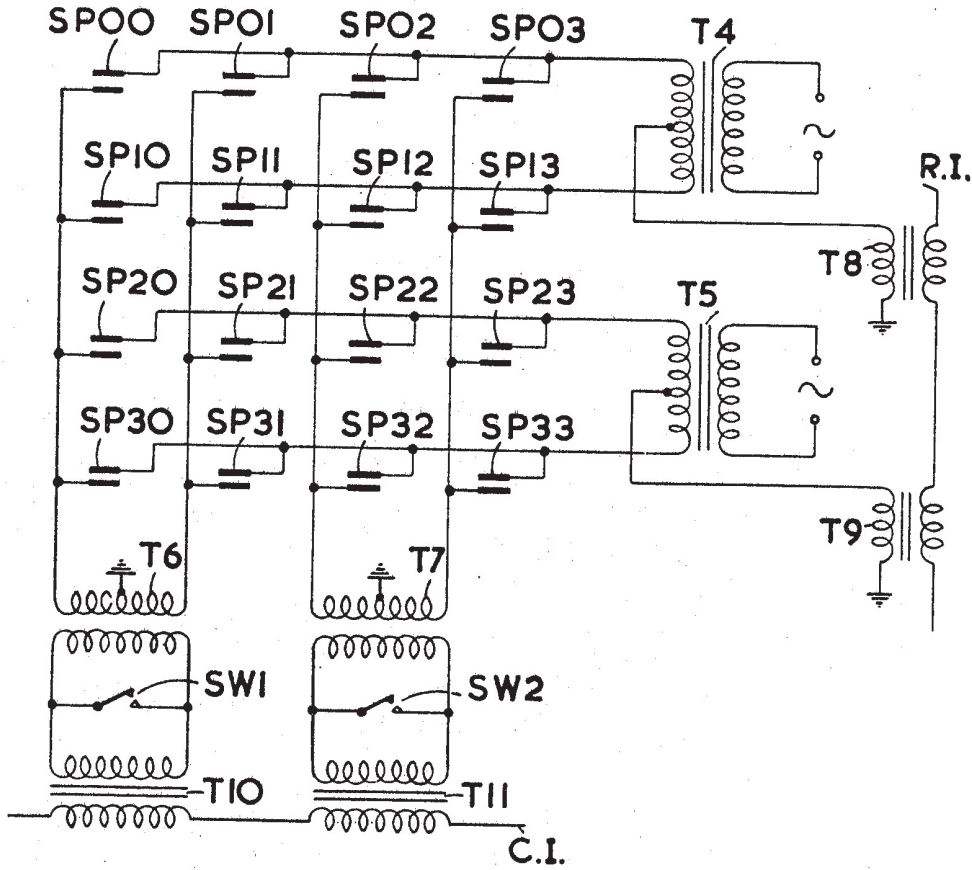 SP00 SP01 SP02 SP03 T4
SP10 SP11 SP12 SP13 R.I.
T8
SP20 SP21 SP22 SP23 T5
SP30 SP31 SP32 SP33
T9
T6 T7
SW1 SW2
T10 T11
C.I.